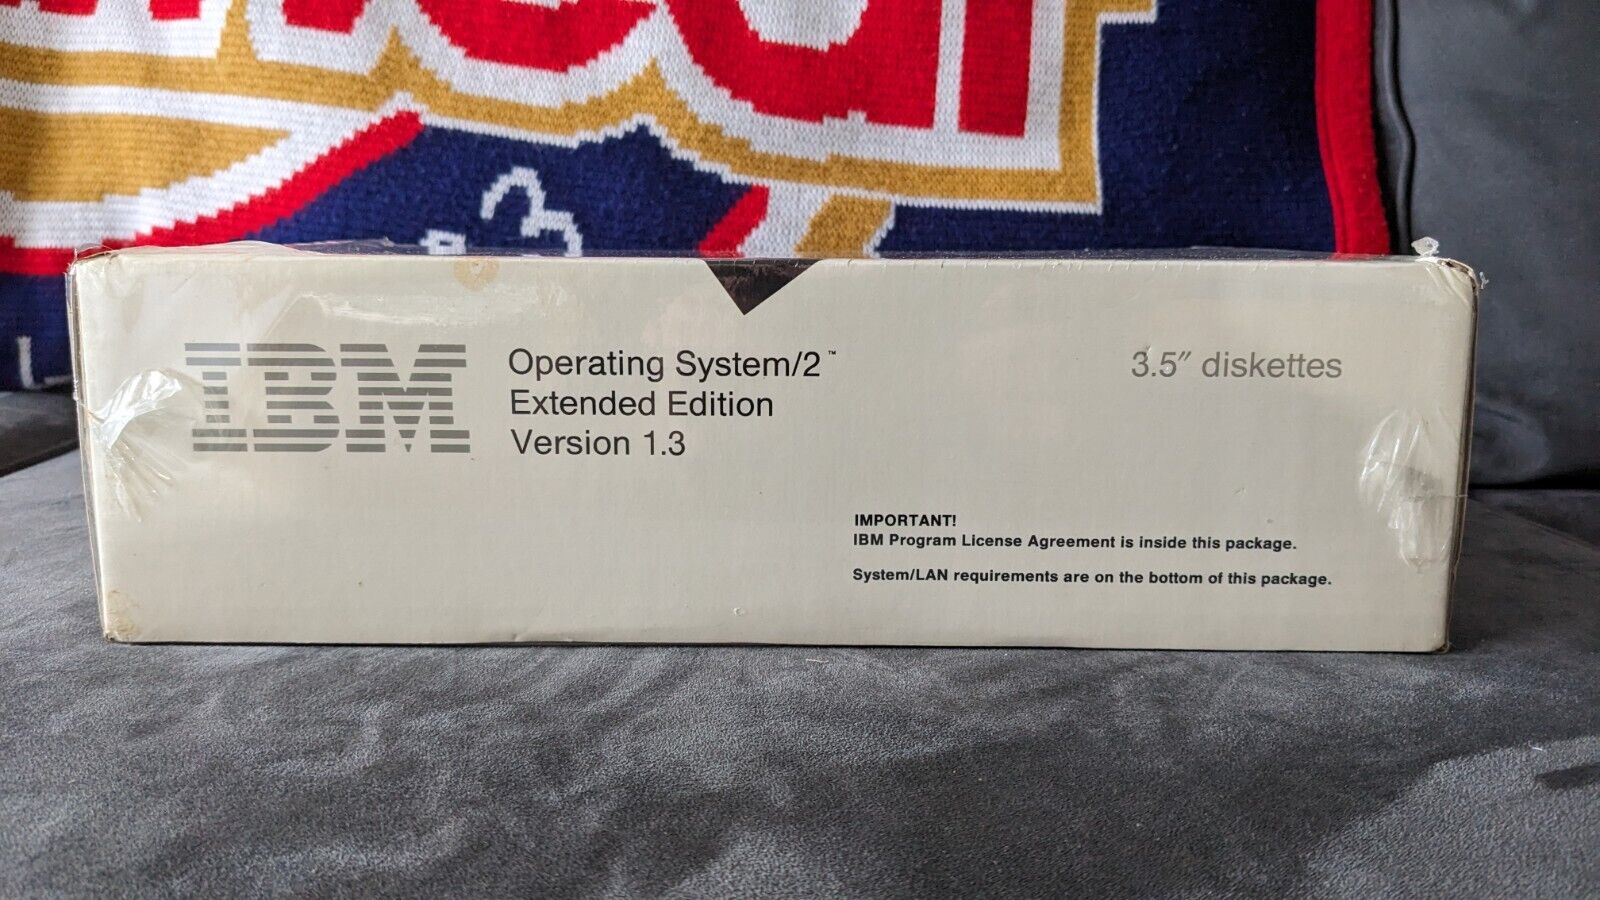 IBM
Operating System/2™
Extended Edition
Version 1.3
3.5″ diskettes
IMPORTANT!
IBM Program License Agreement is inside this package.
System/LAN requirements are on the bottom of this package.